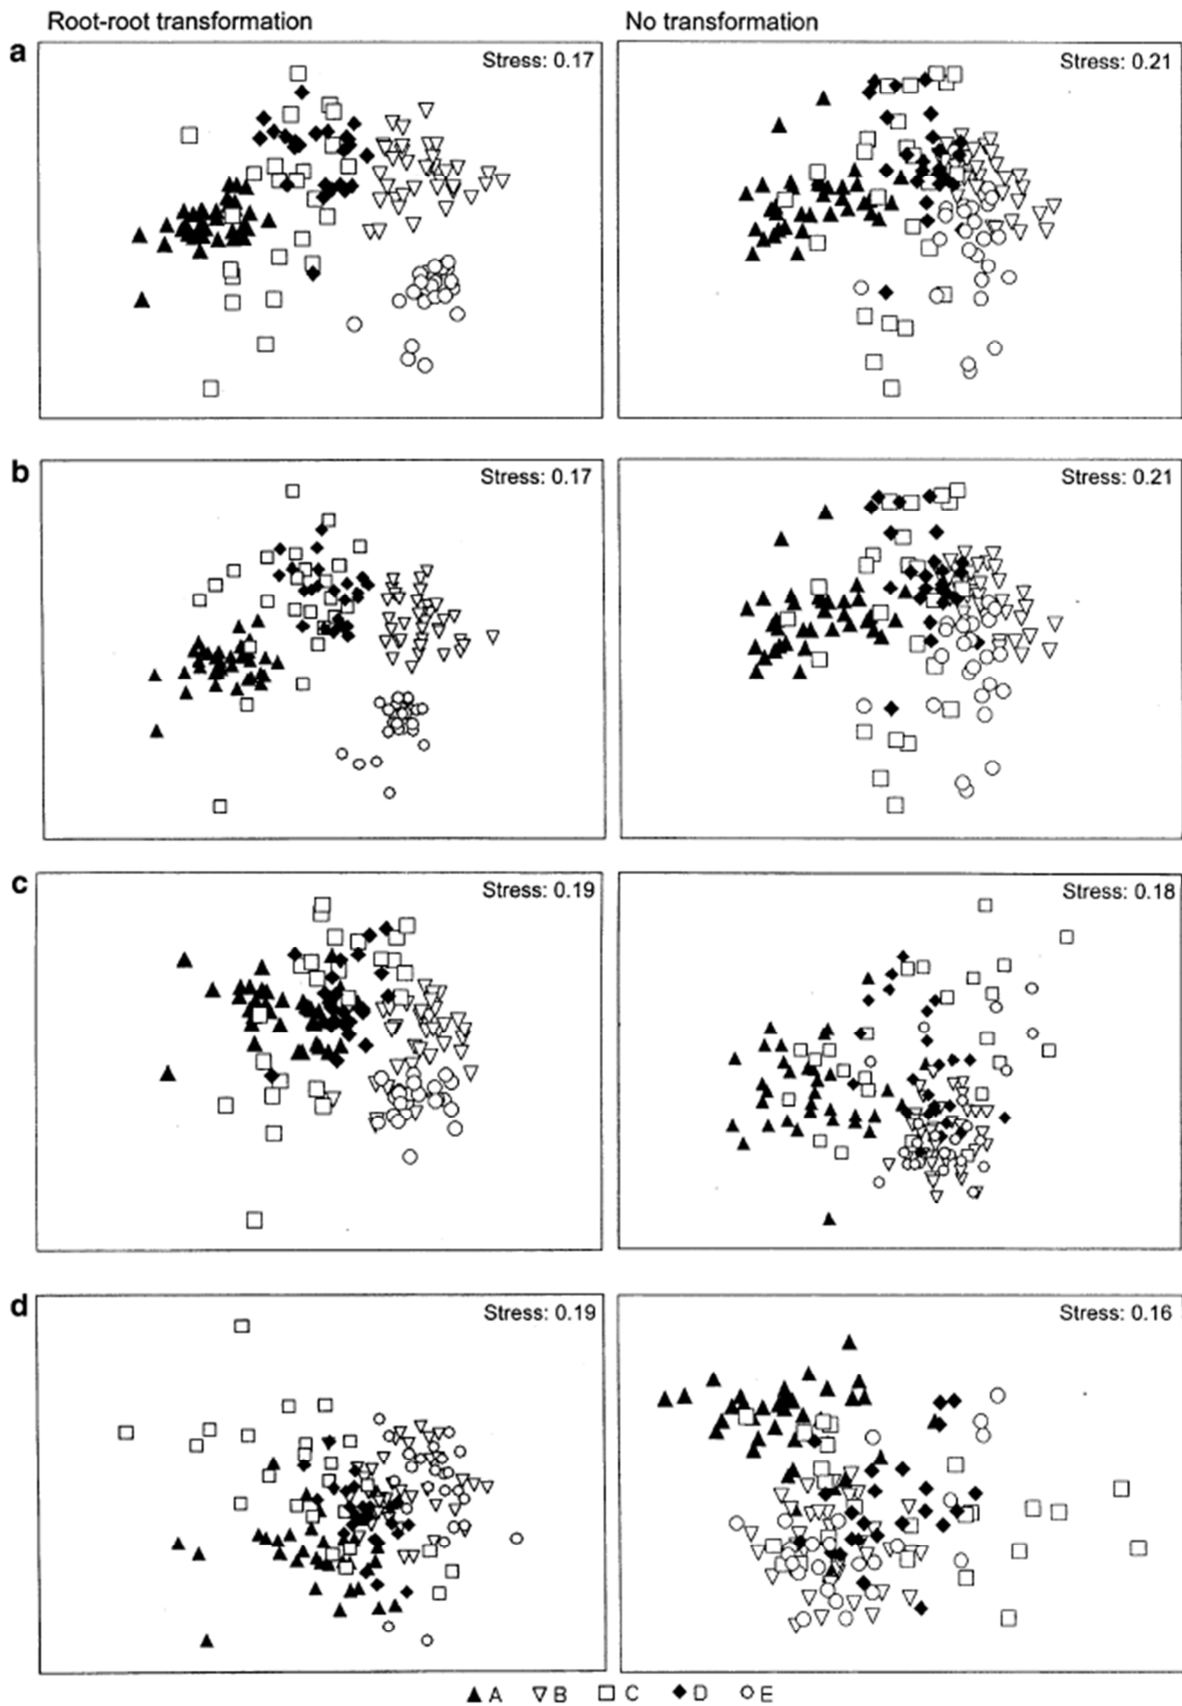 Root-root transformation No transformation
a Stress: 0.17 Stress: 0.21
b Stress: 0.17 Stress: 0.21
c Stress: 0.19 Stress: 0.18
d Stress: 0.19 Stress: 0.16
A B C D E